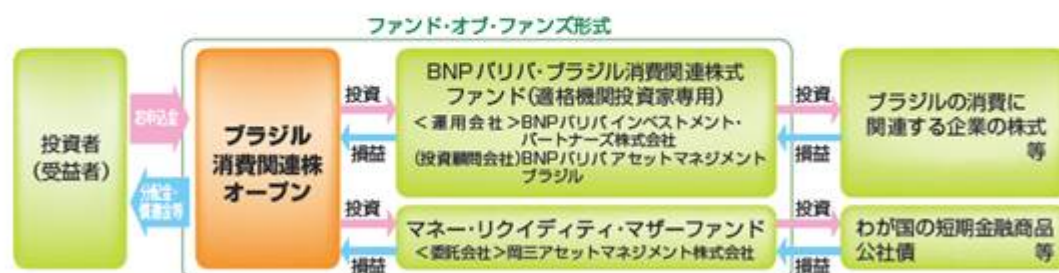 ファンド・オブ・ファンズ形式
投資者
(受益者)
お申込金
分配金・
償還金等
ブラジル
消費関連株
オープン
投資
損益
BNPパリバ・ブラジル消費関連株式
ファンド(適格機関投資家専用)
<運用会社>BNPパリバ インベストメント・
パートナーズ株式会社
(投資顧問会社)BNPパリバ アセットマネジメント
ブラジル
投資
損益
ブラジルの消費に
関連する企業の株式
等
投資
損益
マネー・リクイディティ・マザーファンド
<委託会社>岡三アセットマネジメント株式会社
投資
損益
わが国の短期金融商品
公社債 等